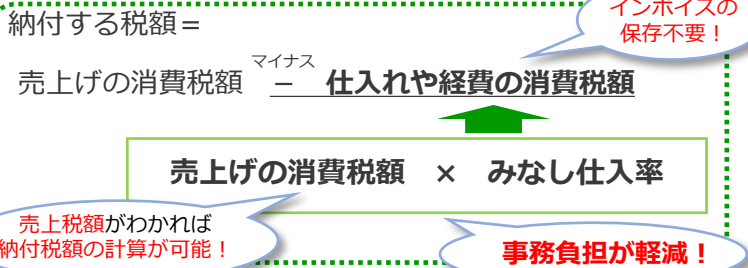 インボイスの
保存不要！
納付する税額＝
マイナス
売上げの消費税額 － 仕入れや経費の消費税額
売上げの消費税額 × みなし仕入率
売上税額がわかれば
納付税額の計算が可能！
事務負担が軽減！